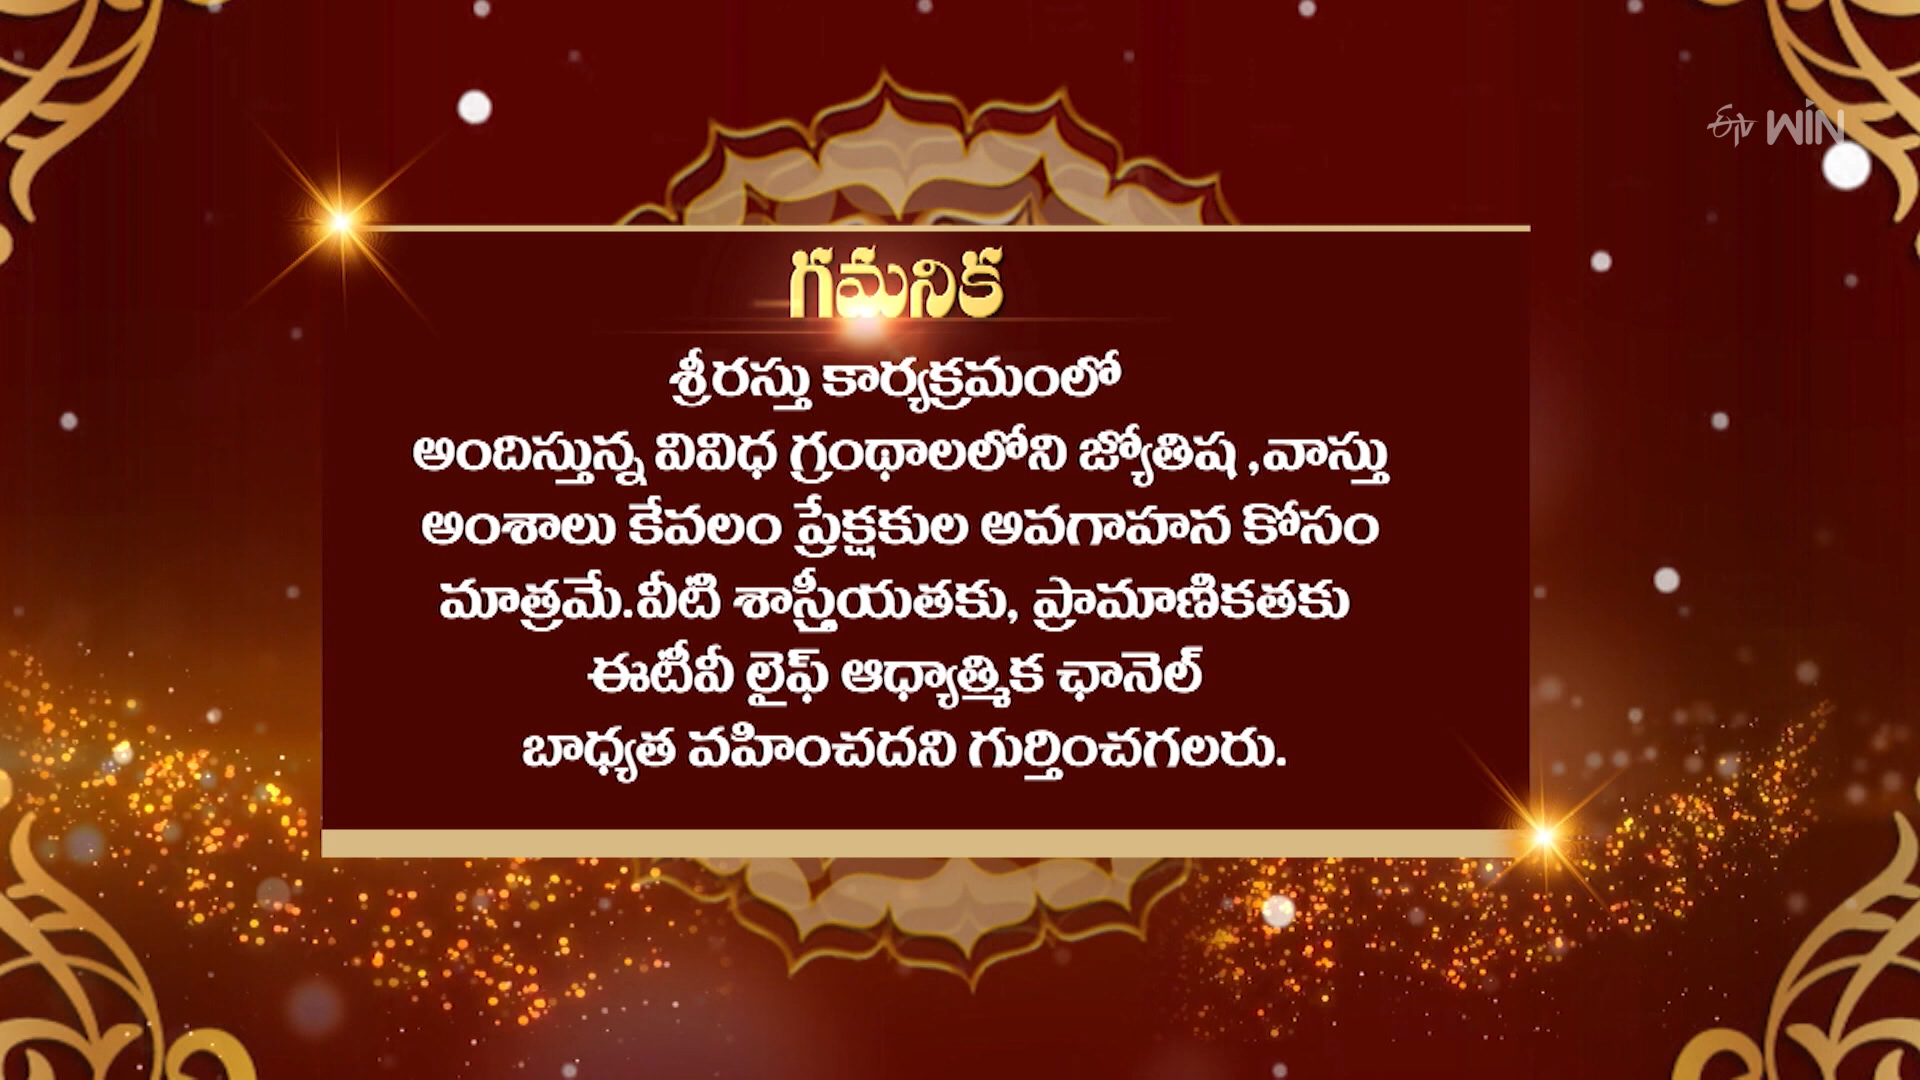 ఈటీవీ WIN
గమనిక
శ్రీరస్తు కార్యక్రమంలో
అందిస్తున్న వివిధ గ్రంథాలలోని జ్యోతిష ,వాస్తు
అంశాలు కేవలం ప్రేక్షకుల అవగాహన కోసం
మాత్రమే.వీటి శాస్త్రీయతకు, ప్రామాణికతకు
ఈటీవీ లైఫ్ ఆధ్యాత్మిక ఛానెల్
బాధ్యత వహించదని గుర్తించగలరు.